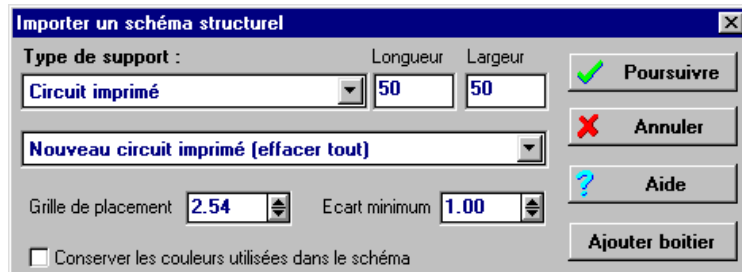 Importer un schéma structurel
Type de support :
Longueur
Largeur
Circuit imprimé
50
50
Poursuivre
Nouveau circuit imprimé (effacer tout)
Annuler
Grille de placement
2.54
Ecart minimum
1.00
? Aide
Conserver les couleurs utilisées dans le schéma
Ajouter boitier